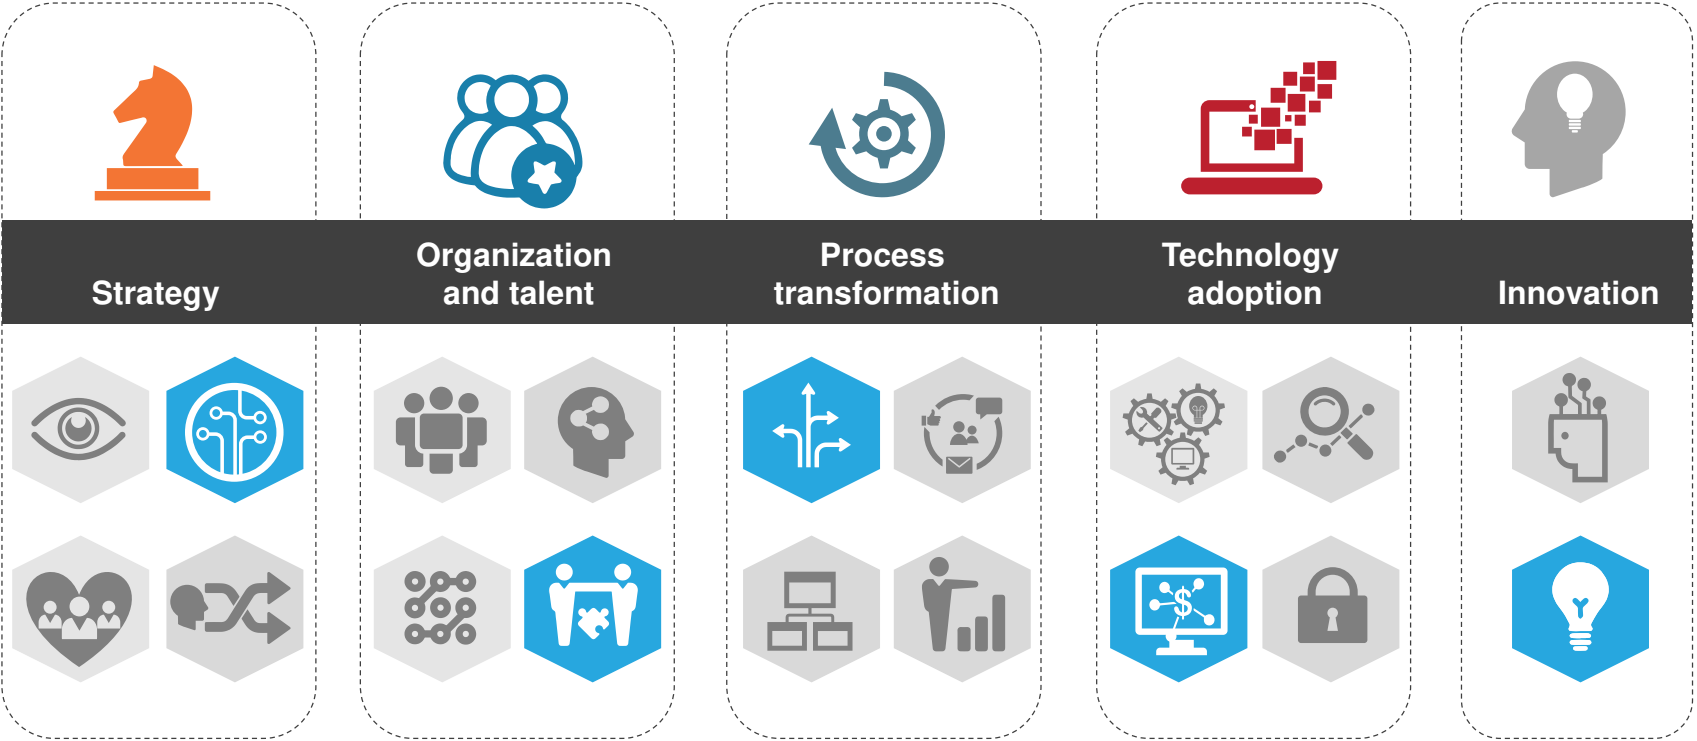 Strategy
Organization
and talent
Process
transformation
Technology
adoption
Innovation
$